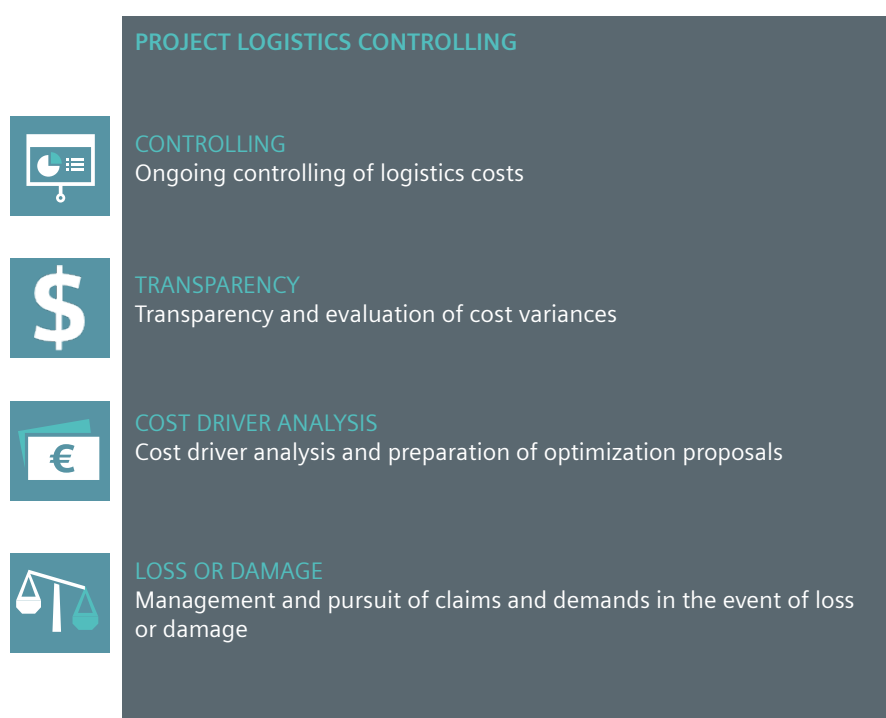 PROJECT LOGISTICS CONTROLLING
CONTROLLING
Ongoing controlling of logistics costs
$
TRANSPARENCY
Transparency and evaluation of cost variances
€
COST DRIVER ANALYSIS
Cost driver analysis and preparation of optimization proposals
LOSS OR DAMAGE
Management and pursuit of claims and demands in the event of loss
or damage